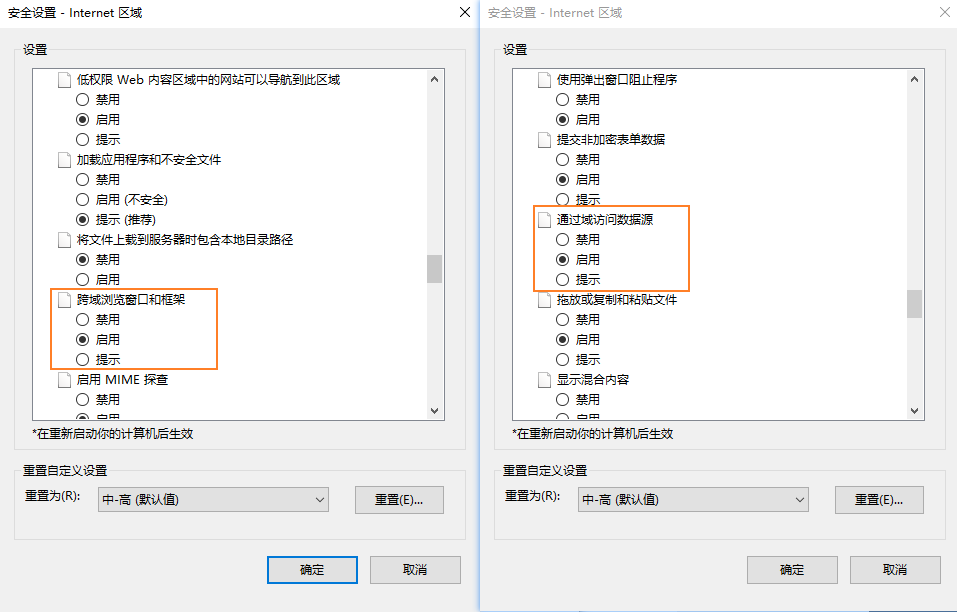 安全设置 - Internet 区域
设置
低权限 Web 内容区域中的网站可以导航到此区域
禁用
启用
提示
加载应用程序和不安全文件
禁用
启用 (不安全)
提示 (推荐)
将文件上载到服务器时包含本地目录路径
禁用
启用
跨域浏览窗口和框架
禁用
启用
提示
启用 MIME 探查
禁用
启用
*在重新启动你的计算机后生效
重置自定义设置
重置为(R):
中-高 (默认值)
重置(E)...
确定
取消
安全设置 - Internet 区域
设置
使用弹出窗口阻止程序
禁用
启用
提交非加密表单数据
禁用
启用
提示
通过域访问数据源
禁用
启用
提示
拖放或复制和粘贴文件
禁用
启用
提示
显示混合内容
禁用
启用
*在重新启动你的计算机后生效
重置自定义设置
重置为(R):
中-高 (默认值)
重置(E)...
确定
取消